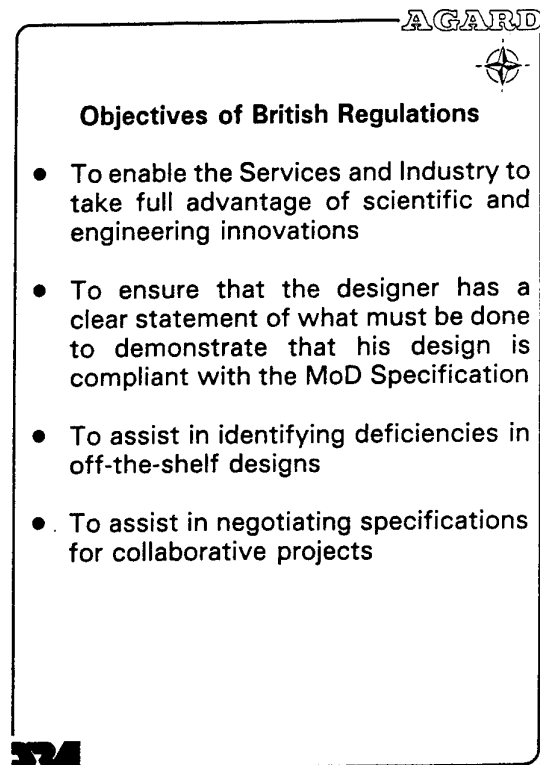 AGARD
Objectives of British Regulations
● To enable the Services and Industry to
take full advantage of scientific and
engineering innovations
● To ensure that the designer has a
clear statement of what must be done
to demonstrate that his design is
compliant with the MoD Specification
● To assist in identifying deficiencies in
off-the-shelf designs
● To assist in negotiating specifications
for collaborative projects